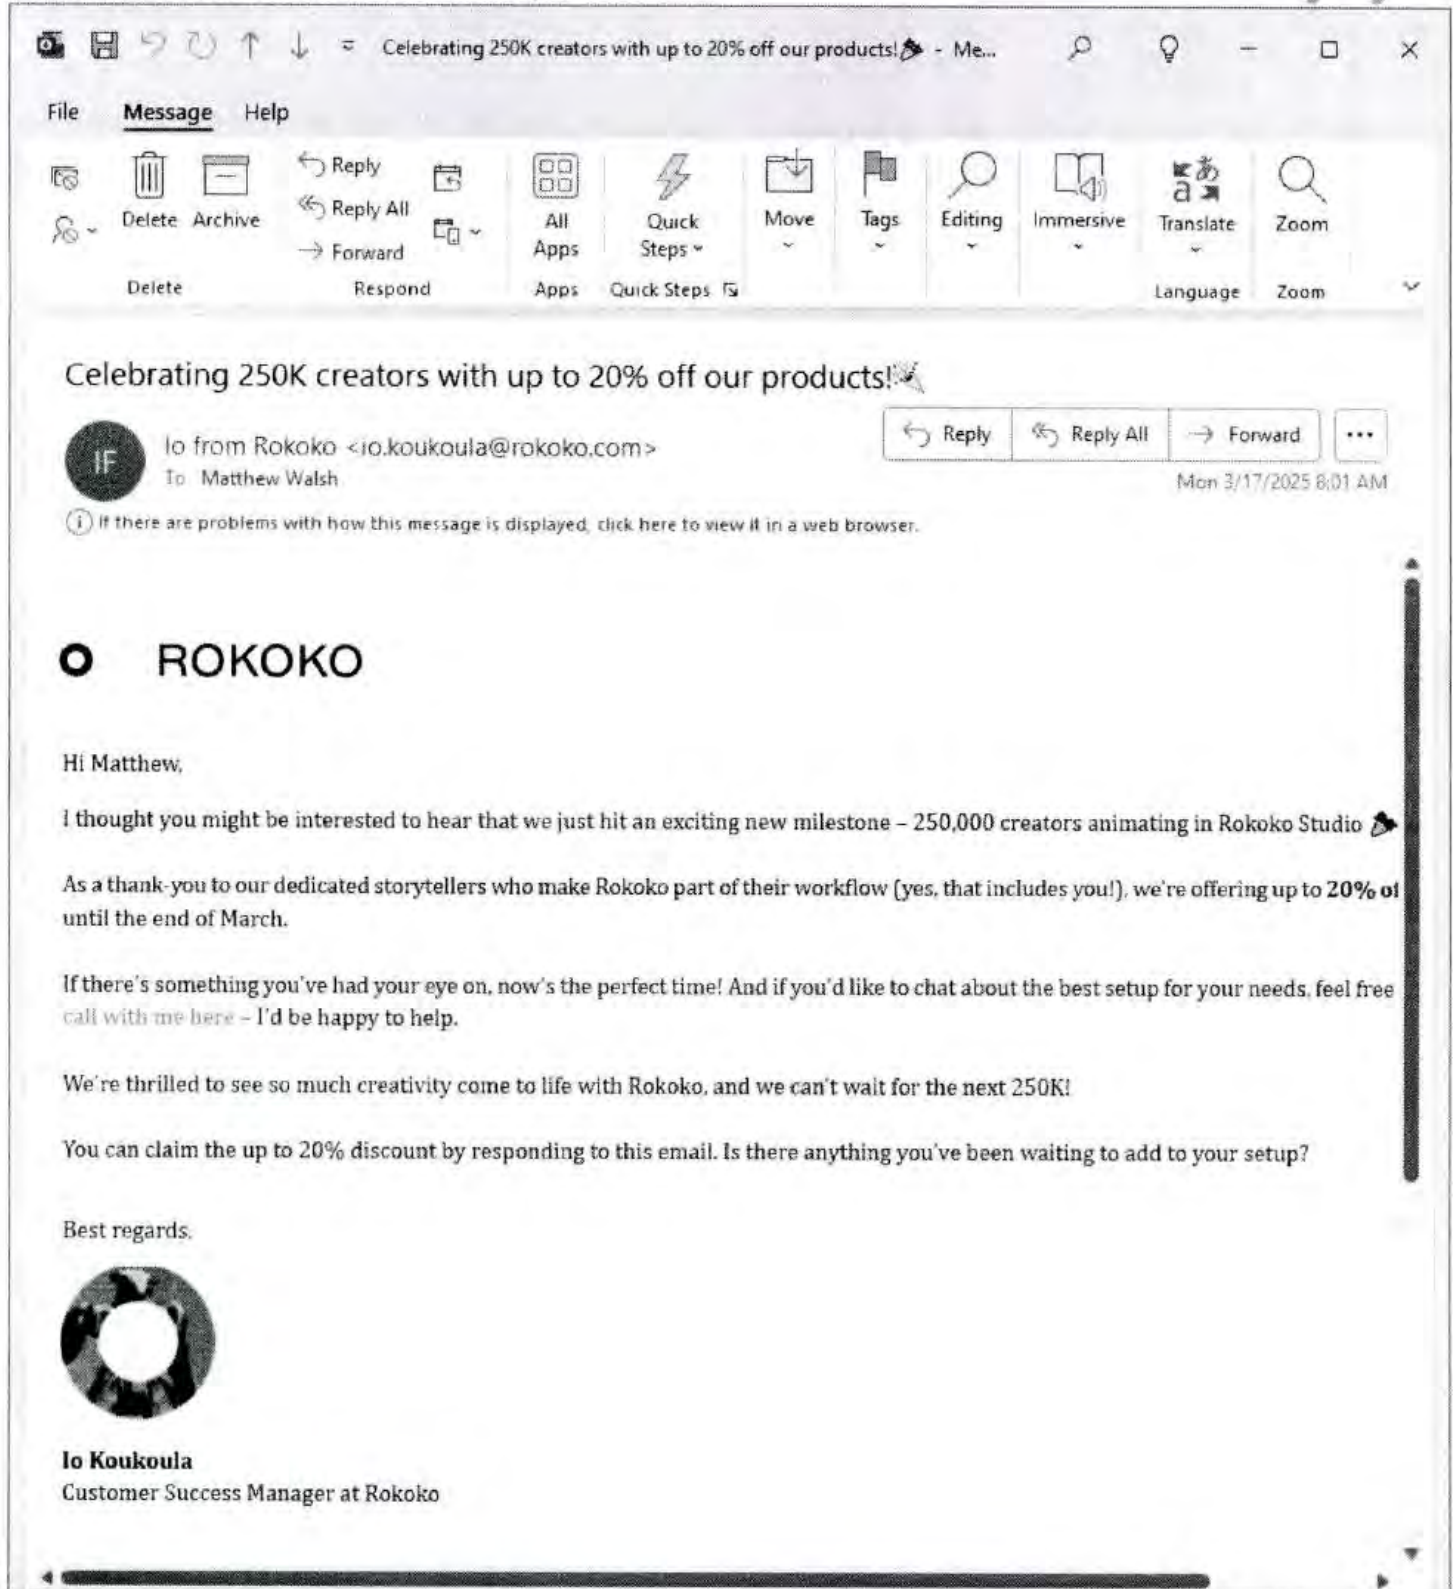 Celebrating 250K creators with up to 20% off our products! - Me...
File Message Help
Delete Archive
Reply
Reply All
Forward
All Apps
Quick Steps
Move
Tags
Editing
Immersive
Translate
Zoom
Delete Respond Apps Quick Steps Language Zoom
Celebrating 250K creators with up to 20% off our products!
IF
Io from Rokoko <io.koukoula@rokoko.com>
To Matthew Walsh
Reply Reply All Forward
Mon 3/17/2025 8:01 AM
If there are problems with how this message is displayed, click here to view it in a web browser.
ROKOKO
Hi Matthew,
I thought you might be interested to hear that we just hit an exciting new milestone – 250,000 creators animating in Rokoko Studio
As a thank-you to our dedicated storytellers who make Rokoko part of their workflow (yes, that includes you!), we're offering up to 20% of
until the end of March.
If there's something you've had your eye on, now's the perfect time! And if you'd like to chat about the best setup for your needs, feel free
call with me here – I'd be happy to help.
We're thrilled to see so much creativity come to life with Rokoko, and we can't wait for the next 250K!
You can claim the up to 20% discount by responding to this email. Is there anything you've been waiting to add to your setup?
Best regards,
Io Koukoula
Customer Success Manager at Rokoko